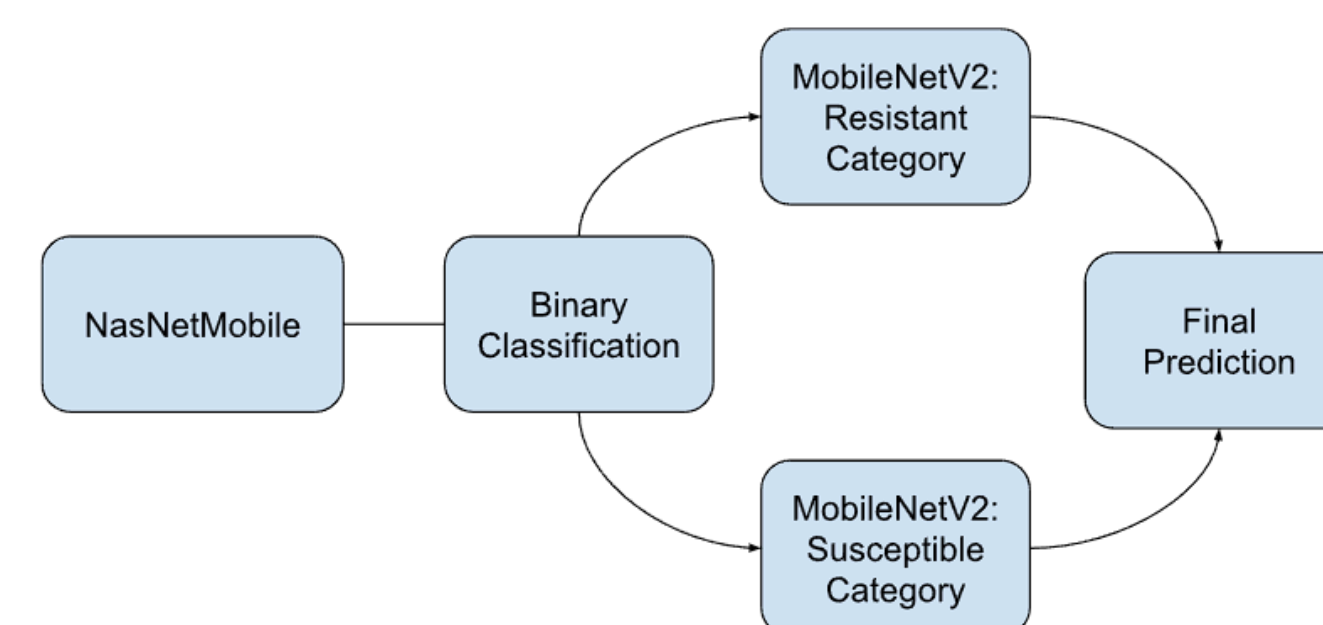 NasNetMobile
Binary
Classification
MobileNetV2:
Resistant
Category
MobileNetV2:
Susceptible
Category
Final
Prediction